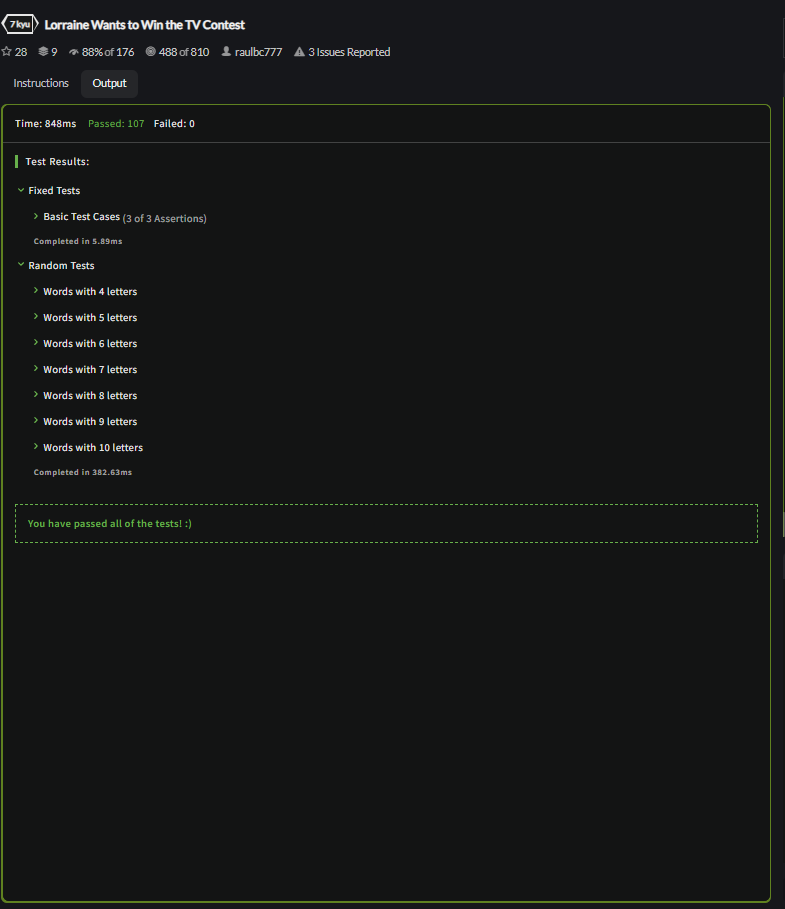 7 kyu Lorraine Wants to Win the TV Contest
28 9 88% of 176 488 of 810 raulbc777 3 Issues Reported
Instructions Output
Time: 848ms Passed: 107 Failed: 0
Test Results:
Fixed Tests
Basic Test Cases (3 of 3 Assertions)
Completed in 5.89ms
Random Tests
Words with 4 letters
Words with 5 letters
Words with 6 letters
Words with 7 letters
Words with 8 letters
Words with 9 letters
Words with 10 letters
Completed in 382.63ms
You have passed all of the tests! :)